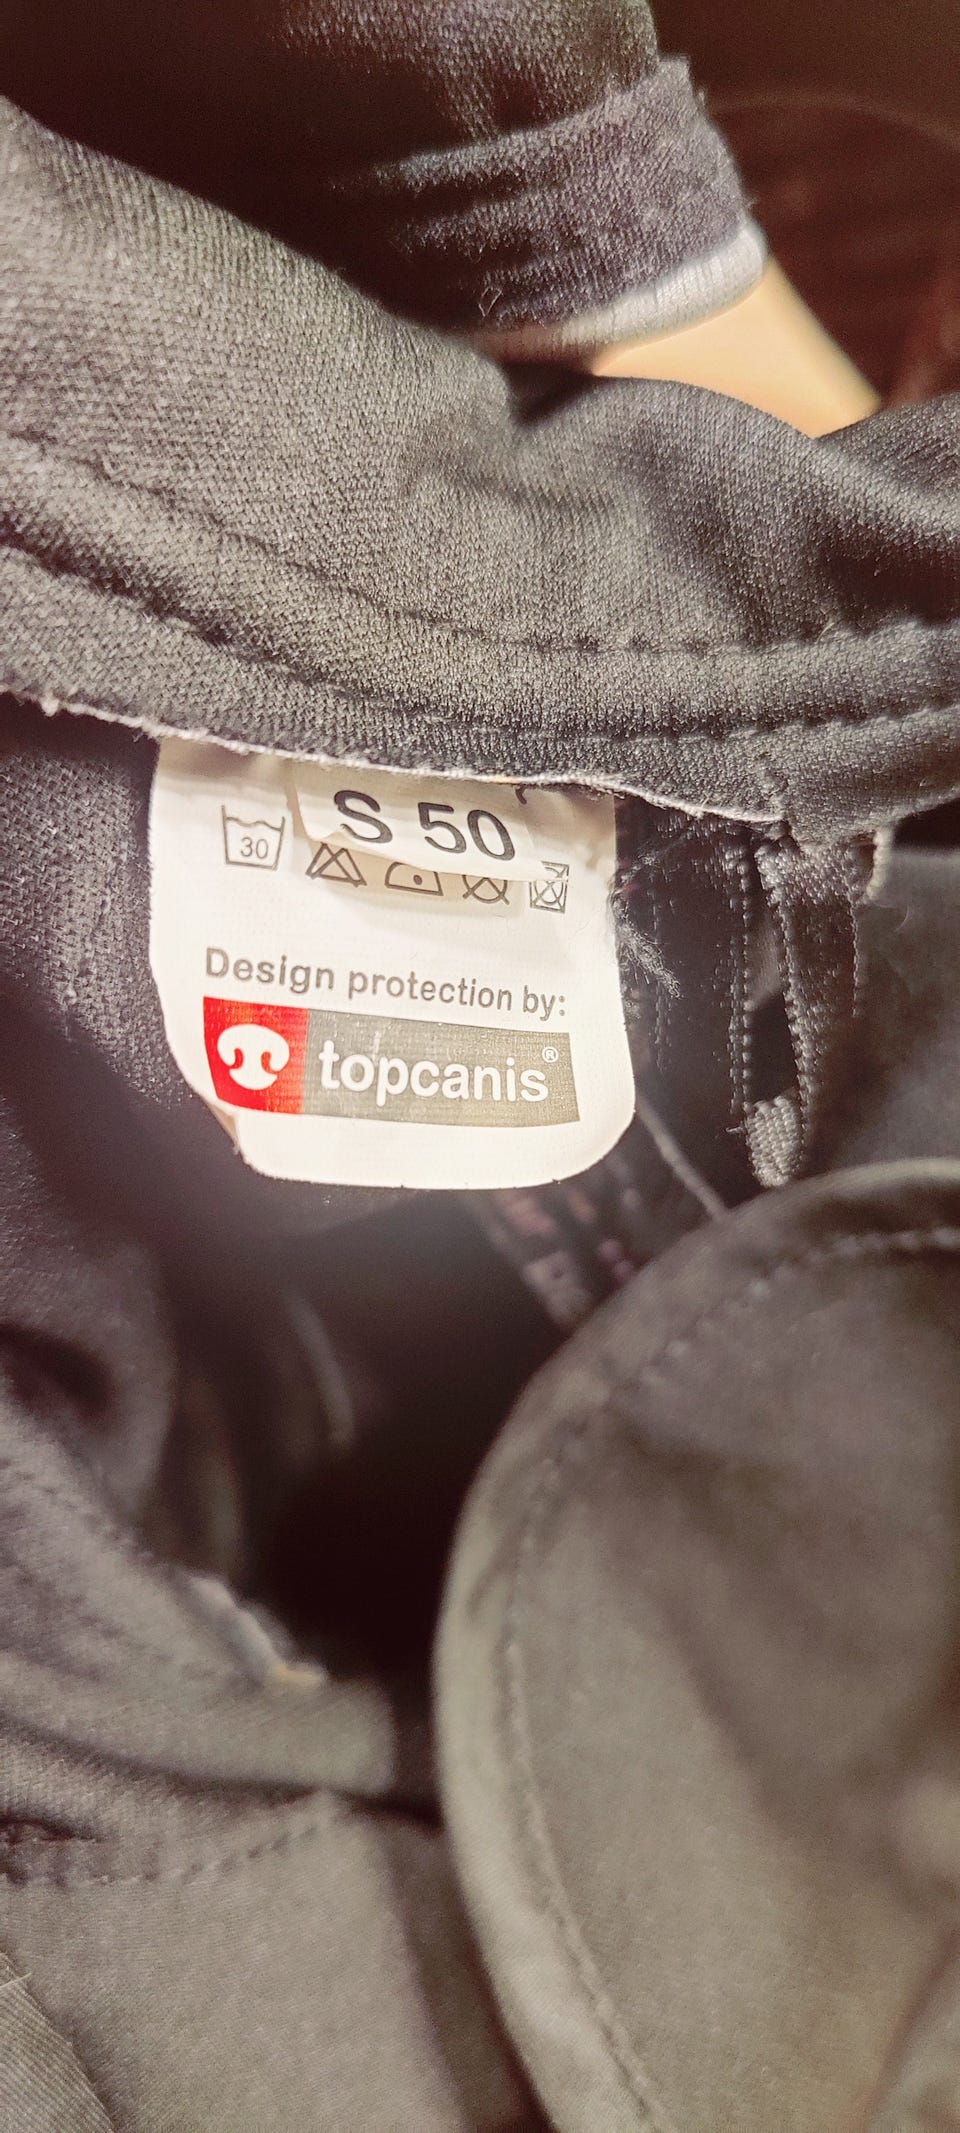 S 50
30
Design protection by:
topcanis®